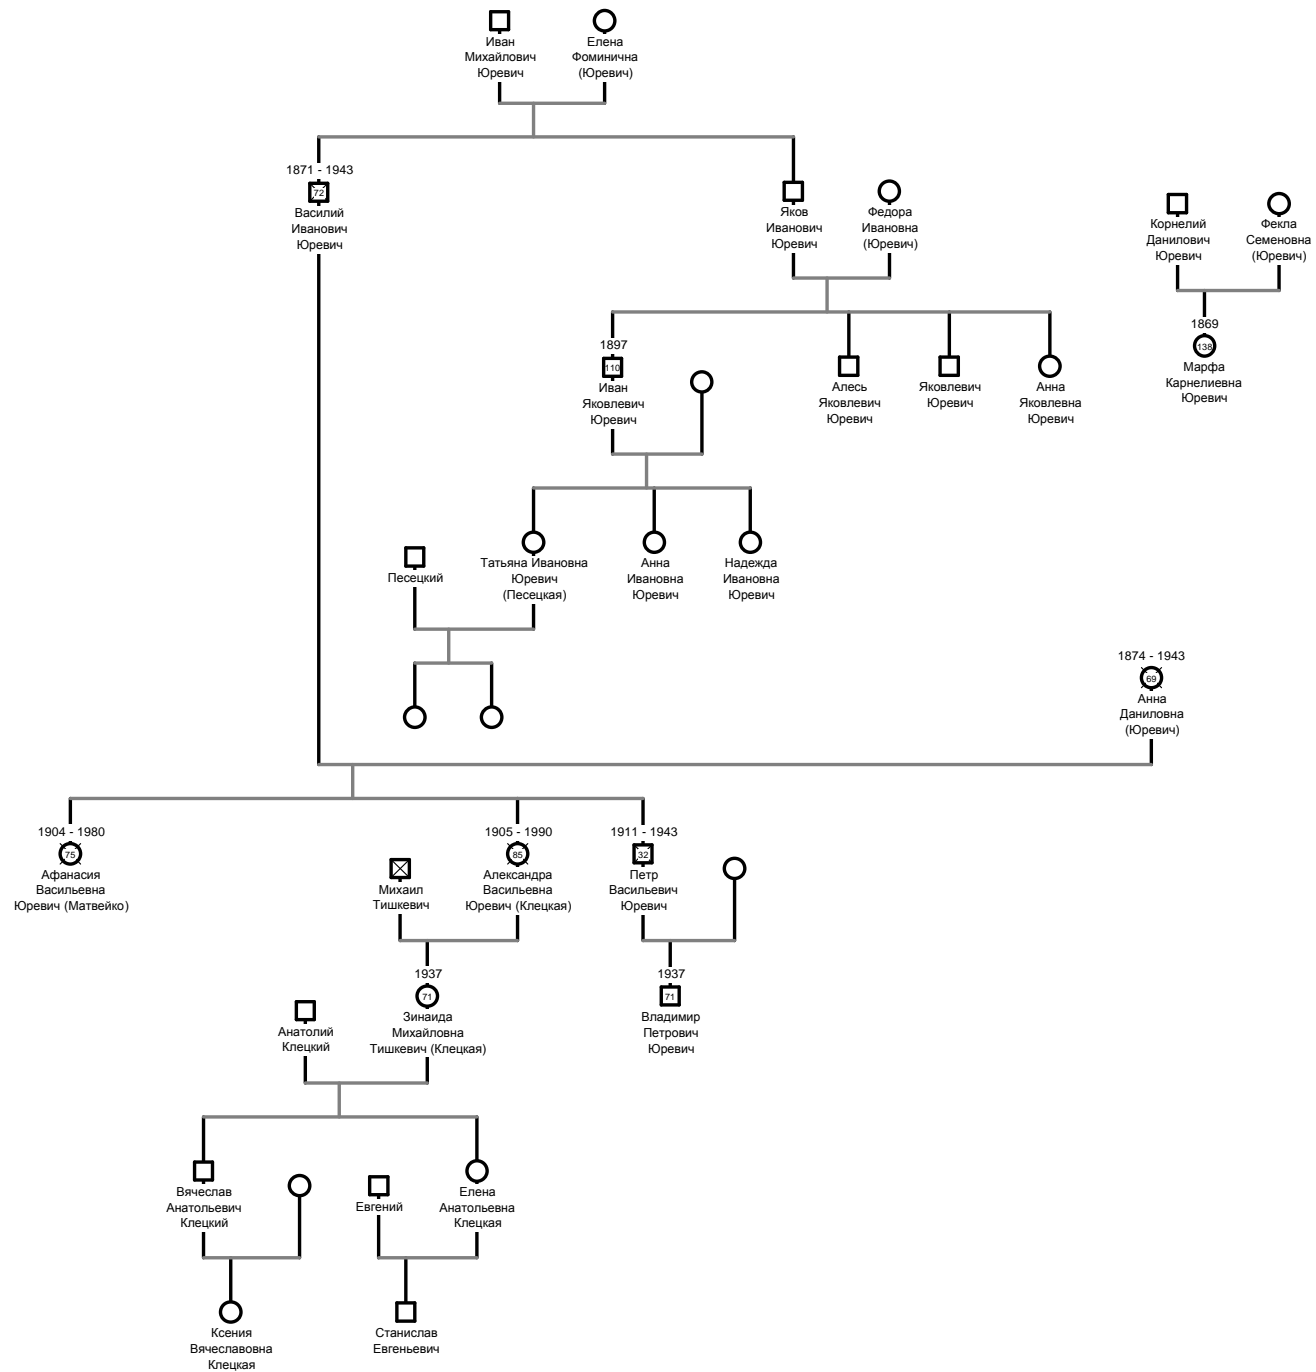 Иван
Михайлович
Юревич
Елена
Фоминична
(Юревич)
1871 - 1943
72
Василий
Иванович
Юревич
Яков
Иванович
Юревич
Федора
Ивановна
(Юревич)
Корнелий
Данилович
Юревич
Фекла
Семеновна
(Юревич)
1897
110
Иван
Яковлевич
Юревич
Алесь
Яковлевич
Юревич
Яковлевич
Юревич
Анна
Яковлевна
Юревич
1869
138
Марфа
Карнелиевна
Юревич
Песецкий
Татьяна Ивановна
Юревич
(Песецкая)
Анна
Ивановна
Юревич
Надежда
Ивановна
Юревич
1874 - 1943
69
Анна
Даниловна
(Юревич)
1904 - 1980
75
Афанасия
Васильевна
Юревич (Матвейко)
Михаил
Тишкевич
1905 - 1990
85
Александра
Васильевна
Юревич (Клецкая)
1911 - 1943
32
Петр
Васильевич
Юревич
Анатолий
Клецкий
1937
71
Зинаида
Михайловна
Тишкевич (Клецкая)
1937
71
Владимир
Петрович
Юревич
Вячеслав
Анатольевич
Клецкий
Евгений
Елена
Анатольевна
Клецкая
Ксения
Вячеславовна
Клецкая
Станислав
Евгеньевич